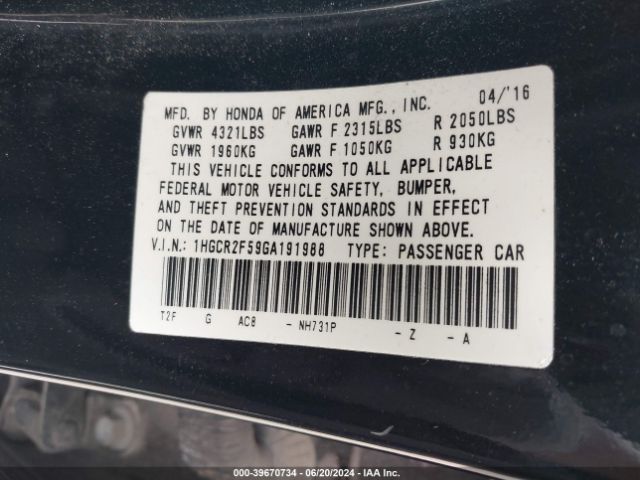 MFD. BY HONDA OF AMERICA MFG., INC. 04/'16
GVWR 4321LBS GAWR F 2315LBS R 2050LBS
GVWR 1960KG GAWR F 1050KG R 930KG
THIS VEHICLE CONFORMS TO ALL APPLICABLE
FEDERAL MOTOR VEHICLE SAFETY, BUMPER,
AND THEFT PREVENTION STANDARDS IN EFFECT
ON THE DATE OF MANUFACTURE SHOWN ABOVE.
V.I.N.: 1HGCR2F59GA191988 TYPE: PASSENGER CAR
T2F G AC8 - NH731P - Z - A
000-39670734 - 06/20/2024 - IAA Inc.